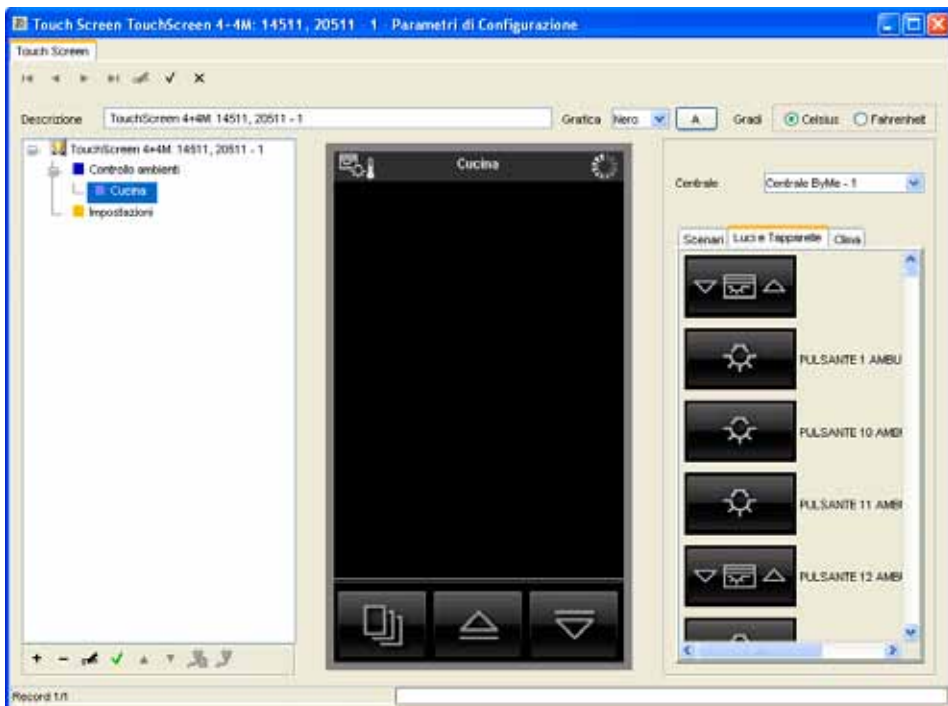 Touch Screen TouchScreen 4+4M: 14511, 20511 - 1 - Parametri di Configurazione
Touch Screen
Descrizione TouchScreen 4+4M: 14511, 20511 - 1 Grafica Nero A Gradi Celsius Fahrenheit
TouchScreen 4+4M: 14511, 20511 - 1
Controllo ambienti
Cucina
Impostazioni
Cucina
Centrale Centrale ByMe - 1
Scenari Luci e Tapparelle Clima
PULSANTE 1 AMBI
PULSANTE 10 AMBI
PULSANTE 11 AMBI
PULSANTE 12 AMBI
Record 1/1